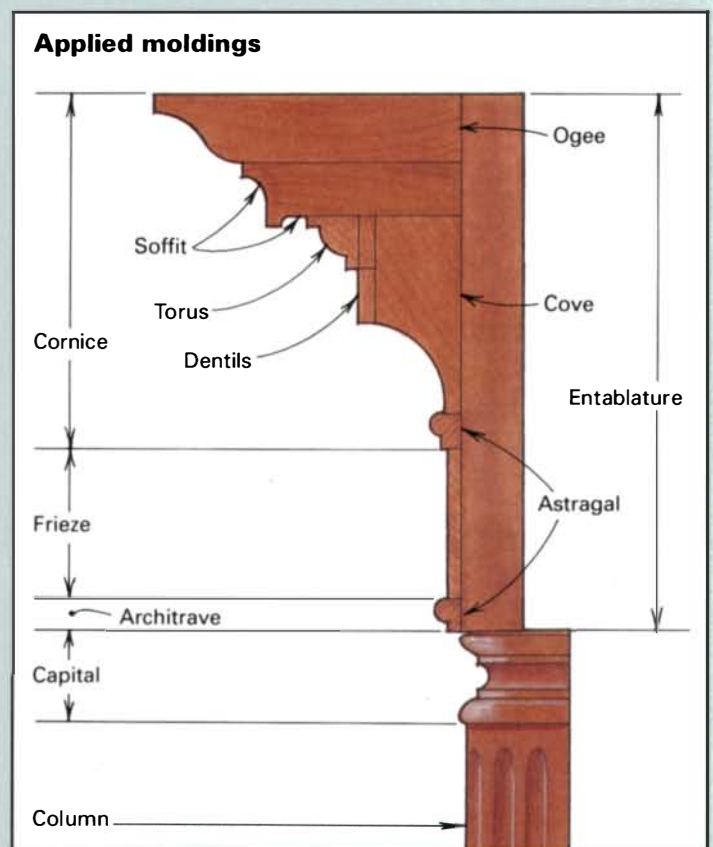 Applied moldings
Ogee
Soffit
Torus
Cove
Cornice
Dentils
Entablature
Astragal
Frieze
Architrave
Capital
Column